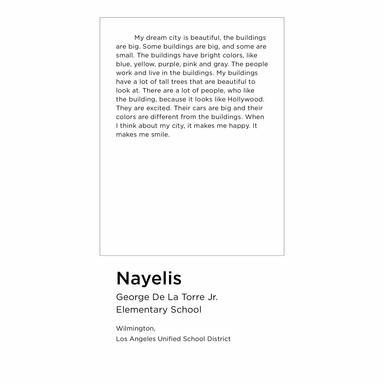 My dream city is beautiful, the buildings
are big. Some buildings are big, and some are
small. The buildings have bright colors, like
blue, yellow, purple, pink and gray. The people
work and live in the buildings. My buildings
have a lot of tall trees that are beautiful to
look at. There are a lot of people, who like
the building, because it looks like Hollywood.
They are excited. Their cars are big and their
colors are different from the buildings. When
I think about my city, it makes me happy. It
makes me smile.
Nayelis
George De La Torre Jr.
Elementary School
Wilmington,
Los Angeles Unified School District